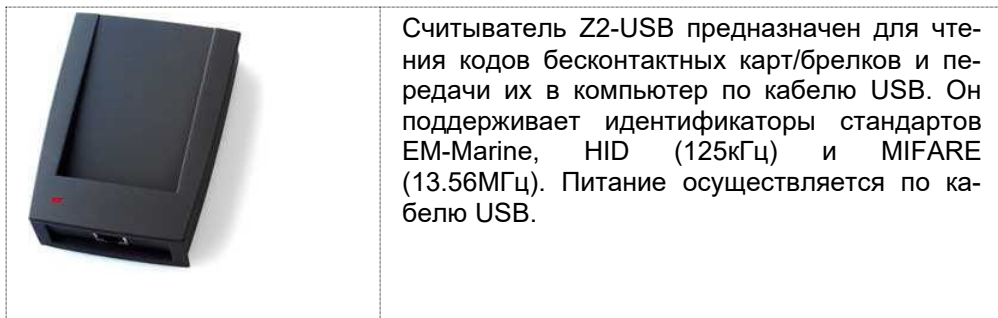 Считыватель Z2-USB предназначен для чте-
ния кодов бесконтактных карт/брелков и пе-
редачи их в компьютер по кабелю USB. Он
поддерживает идентификаторы стандартов
EM-Marine, HID (125кГц) и MIFARE
(13.56МГц). Питание осуществляется по ка-
белю USB.